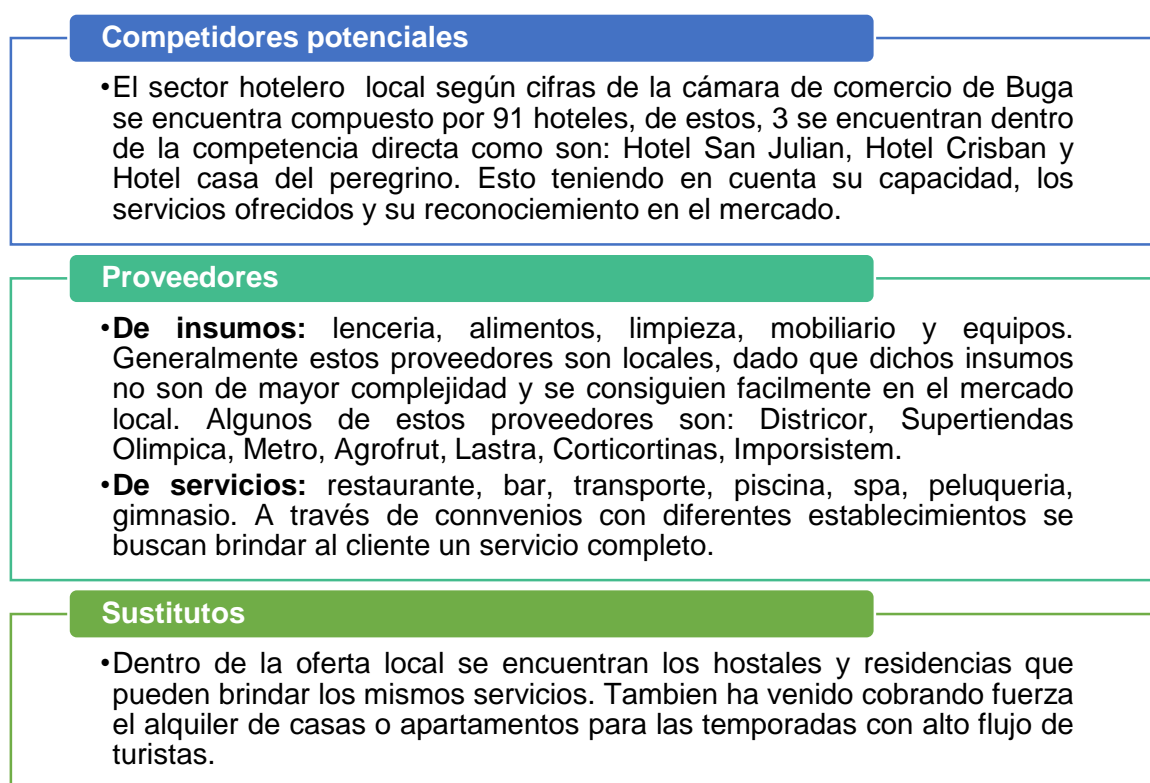 Competidores potenciales
•El sector hotelero local según cifras de la cámara de comercio de Buga
se encuentra compuesto por 91 hoteles, de estos, 3 se encuentran dentro
de la competencia directa como son: Hotel San Julian, Hotel Crisban y
Hotel casa del peregrino. Esto teniendo en cuenta su capacidad, los
servicios ofrecidos y su reconociemiento en el mercado.
Proveedores
•De insumos: lenceria, alimentos, limpieza, mobiliario y equipos.
Generalmente estos proveedores son locales, dado que dichos insumos
no son de mayor complejidad y se consiguien facilmente en el mercado
local. Algunos de estos proveedores son: Districor, Supertiendas
Olimpica, Metro, Agrofrut, Lastra, Corticortinas, Imporsistem.
•De servicios: restaurante, bar, transporte, piscina, spa, peluqueria,
gimnasio. A través de connvenios con diferentes establecimientos se
buscan brindar al cliente un servicio completo.
Sustitutos
•Dentro de la oferta local se encuentran los hostales y residencias que
pueden brindar los mismos servicios. Tambien ha venido cobrando fuerza
el alquiler de casas o apartamentos para las temporadas con alto flujo de
turistas.